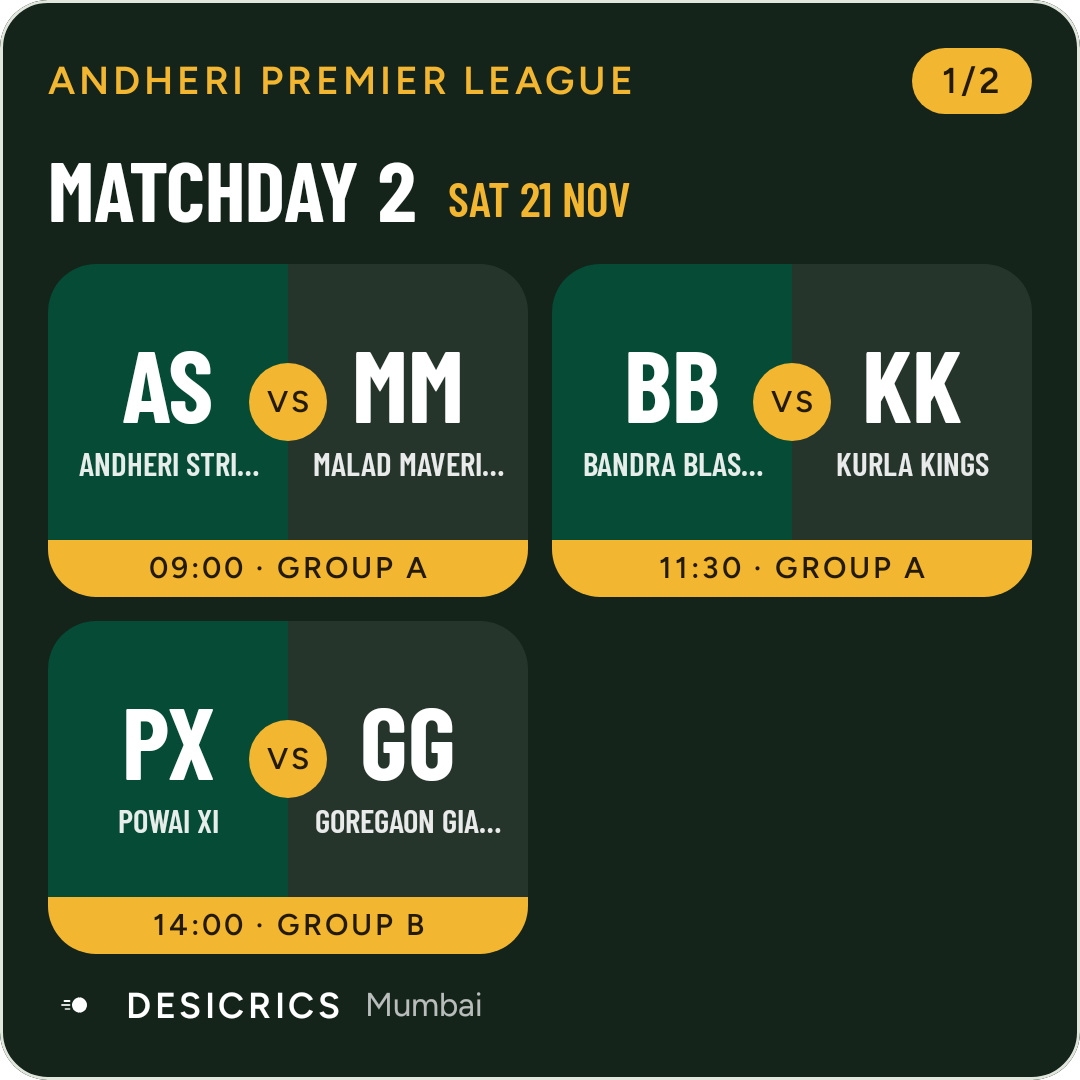 ANDHERI PREMIER LEAGUE
1/2
MATCHDAY 2 SAT 21 NOV
AS VS MM
ANDHERI STRI... MALAD MAVERI...
09:00 · GROUP A
BB VS KK
BANDRA BLAS... KURLA KINGS
11:30 · GROUP A
PX VS GG
POWAI XI GOREGAON GIA...
14:00 · GROUP B
DESICRICS Mumbai